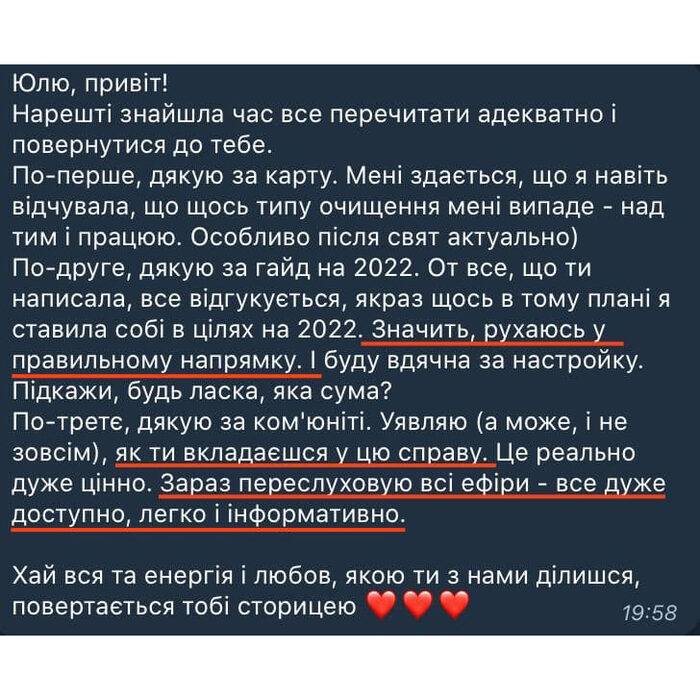 Юлю, привіт!
Нарешті знайшла час все перечитати адекватно і
повернутися до тебе.
По-перше, дякую за карту. Мені здається, що я навіть
відчувала, що щось типу очищення мені випаде - над
тим і працюю. Особливо після свят актуально)
По-друге, дякую за гайд на 2022. От все, що ти
написала, все відгукується, якраз щось в тому плані я
ставила собі в цілях на 2022. Значить, рухаюсь у
правильному напрямку. І буду вдячна за настройку.
Підкажи, будь ласка, яка сума?
По-третє, дякую за ком'юніті. Уявляю (а може, і не
зовсім), як ти вкладаєшся у цю справу. Це реально
дуже цінно. Зараз переслуховую всі ефіри - все дуже
доступно, легко і інформативно.
Хай вся та енергія і любов, якою ти з нами ділишся,
повертається тобі сторицею ❤️❤️❤️
19:58